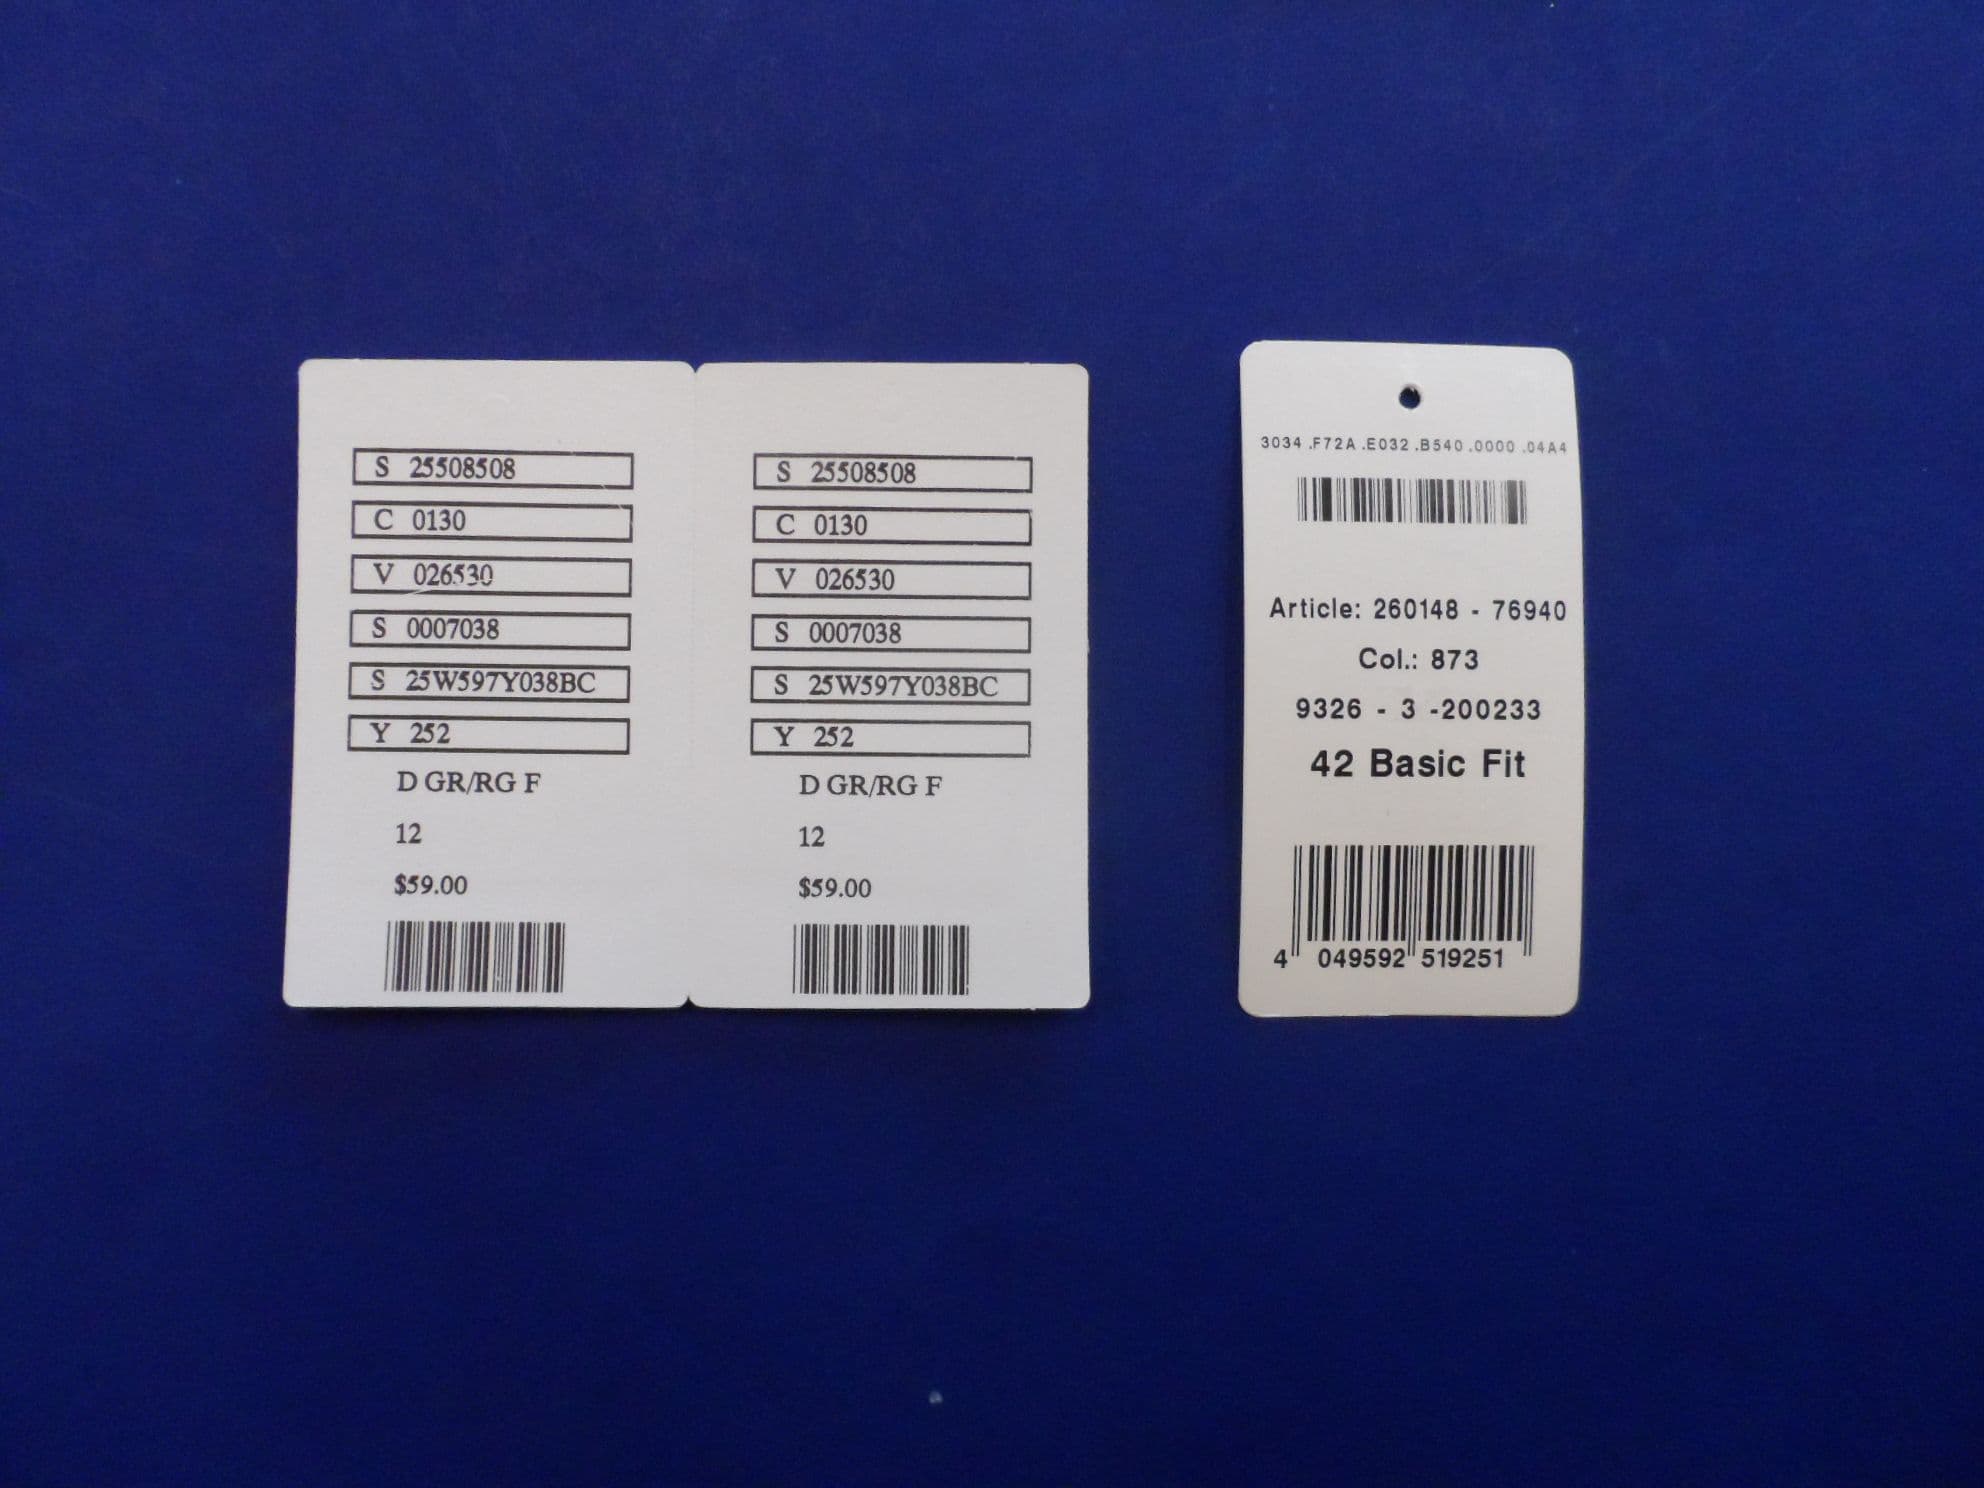 S 25508508
C 0130
V 026530
S 0007038
S 25W597Y038BC
Y 252
D GR/RG F
12
$59.00
S 25508508
C 0130
V 026530
S 0007038
S 25W597Y038BC
Y 252
D GR/RG F
12
$59.00
3034 .F72A .E032 .B540 .0000 .04A4
Article: 260148 - 76940
Col.: 873
9326 - 3 -200233
42 Basic Fit
4 049592 519251